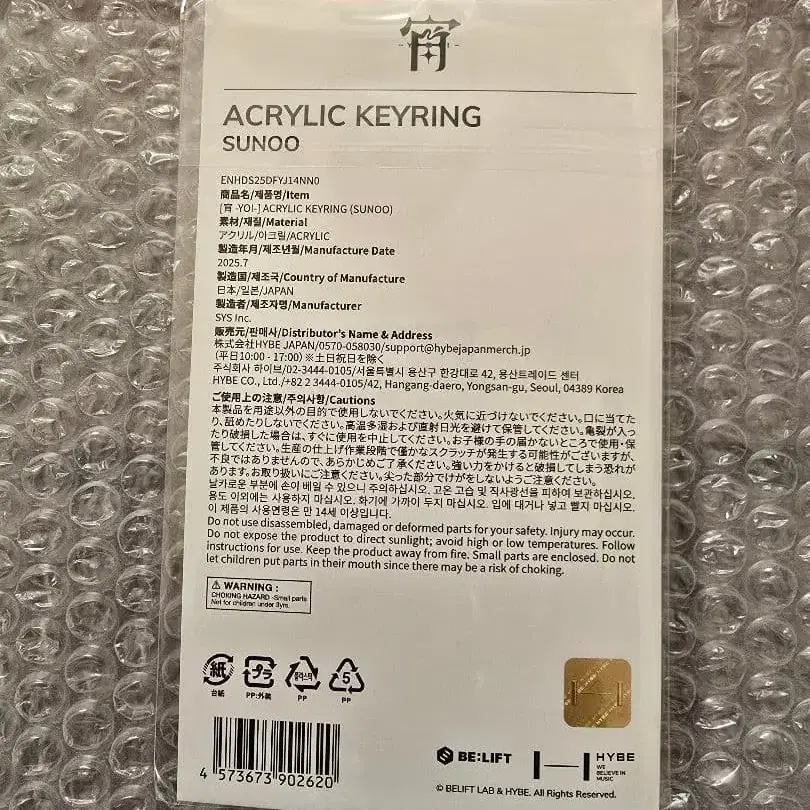 宵
ACRYLIC KEYRING
SUNOO
ENHDS25DFYJ14NN0
商品名/제품명/Item
[宵 -YOI-] ACRYLIC KEYRING (SUNOO)
素材/재질/Material
アクリル/아크릴/ACRYLIC
製造年月/제조년월/Manufacture Date
2025.7
製造国/제조국/Country of Manufacture
日本/일본/JAPAN
製造者/제조자명/Manufacturer
SYS Inc.
販売元/판매사/Distributor's Name & Address
株式会社HYBE JAPAN/0570-058030/support@hybejapanmerch.jp
(平日10:00 - 17:00)※土日祝日を除く
주식회사 하이브/02-3444-0105/서울특별시 용산구 한강대로 42, 용산트레이드 센터
HYBE CO., Ltd./+82 2 3444-0105/42, Hangang-daero, Yongsan-gu, Seoul, 04389 Korea
ご使用上の注意/주의사항/Cautions
本製品を用途以外の目的で使用しないでください。火気に近づけないでください。口に当てた
り、舐めたりしないでください。高温多湿および直射日光を避けて保管してください。亀裂が入っ
たり破損した場合は、すぐに使用を中止してください。お子様の手の届かないところで使用・保
管してください。生産の仕上げ作業段階で僅かなスクラッチが発生する可能性がございますが、
不良ではありませんので、あらかじめご了承ください。強い力をかけると破損してしまう恐れが
あります。お取り扱いにご注意ください。尖った部分でけがをしないようご注意ください。
날카로운 부분에 손이 베일 수 있으니 주의하십시오. 고온 고습 및 직사광선을 피하여 보관하십시오.
용도 이외에는 사용하지 마십시오. 화기에 가까이 두지 마십시오. 입에 대거나 넣고 빨지 마십시오.
이 제품의 사용연령은 만 14세 이상입니다.
Do not use disassembled, damaged or deformed parts for your safety. Injury may occur.
Do not expose the product to direct sunlight; avoid high or low temperatures. Follow
instructions for use. Keep the product away from fire. Small parts are enclosed. Do not
let children put parts in their mouth since there may be a risk of choking.
⚠ WARNING :
CHOKING HAZARD -Small parts
Not for children under 3yrs.
紙 プラ 플라스틱 5
台紙 PP:外装 PP PP
4 573673 902620
BE:LIFT
HYBE
WE
BELIEVE IN
MUSIC
© BELIFT LAB & HYBE. All Rights Reserved.